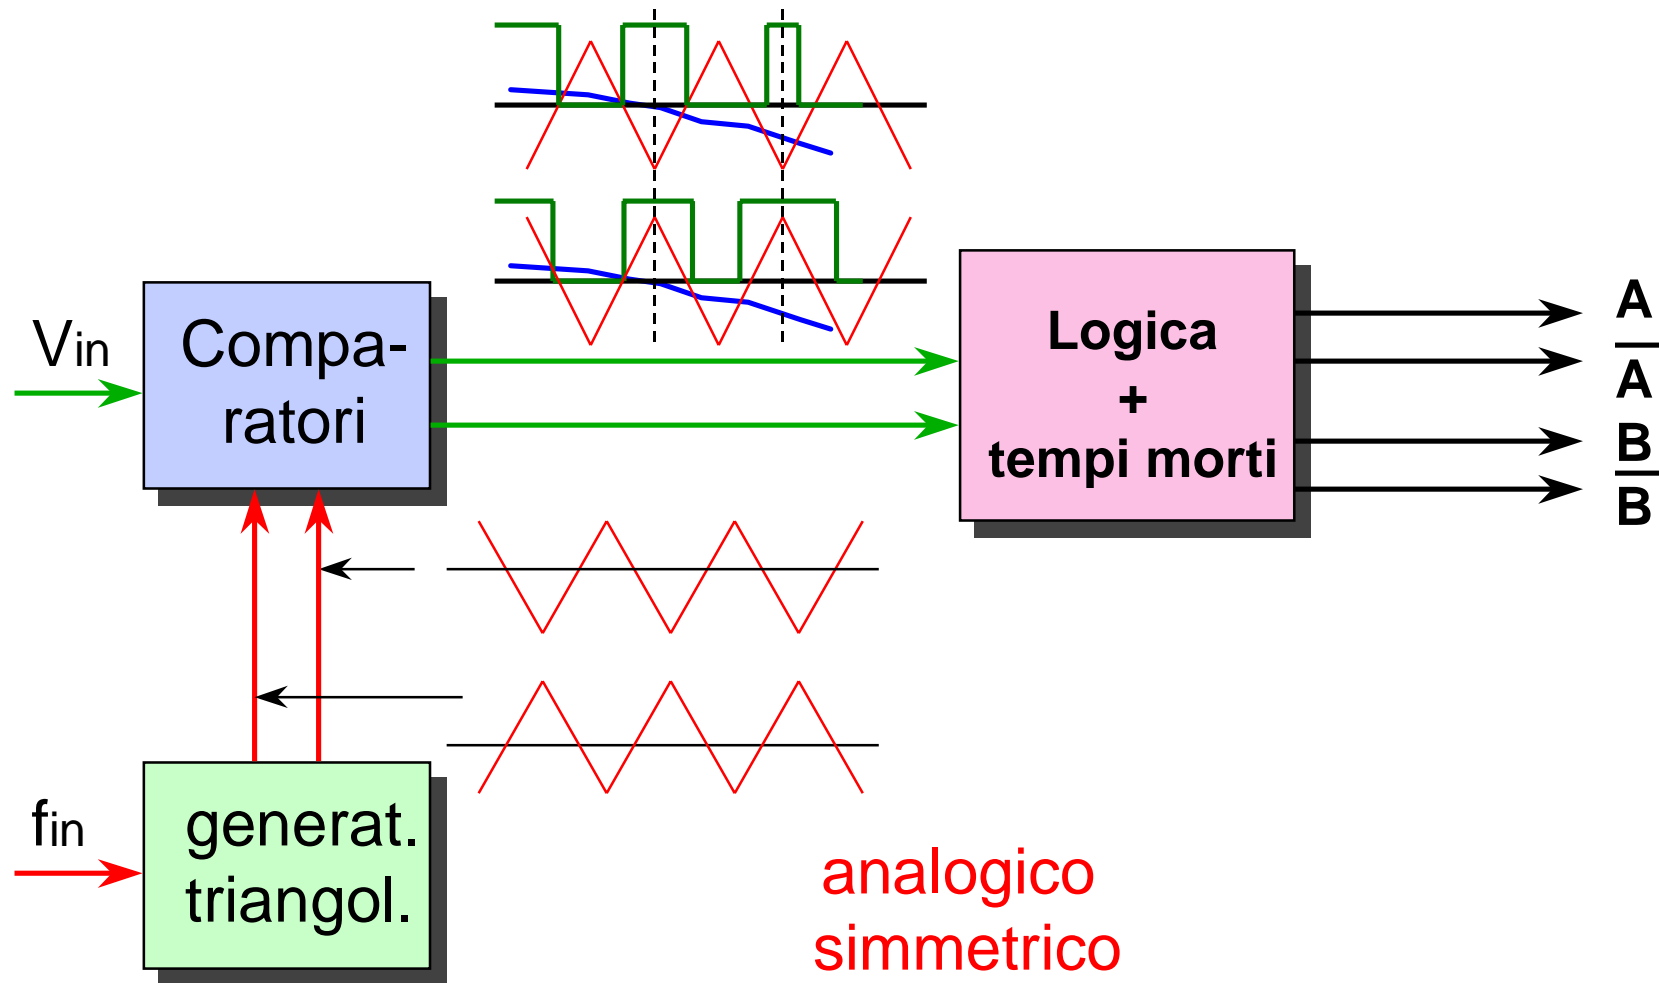 Vin
Compa-
ratori
Logica
+
tempi morti
A
A
B
B
fin
generat.
triangol.
analogico
simmetrico